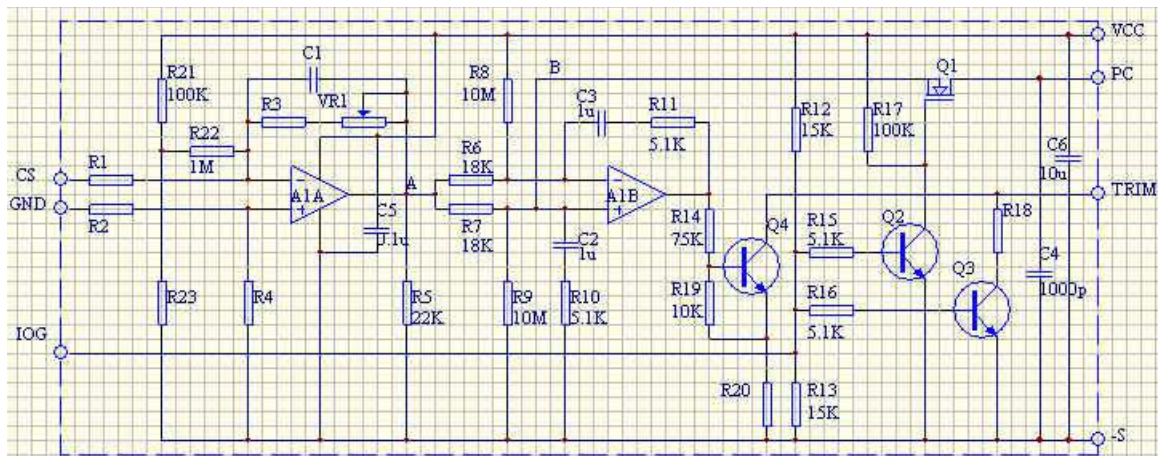 VCC
C1
B
Q1
PC
R21
100K
R8
10M
R3
VR1
C3
1u
R11
5.1K
R12
15K
R17
100K
R22
1M
C6
10u
R1
R6
18K
CS
A1A
A
A1B
TRIM
GND
R2
R7
18K
C5
0.1u
C2
1u
R14
75K
Q4
R15
5.1K
Q2
R18
Q3
C4
1000p
R23
R4
R5
22K
R9
10M
R10
5.1K
R19
10K
R16
5.1K
IOG
R20
R13
15K
-S